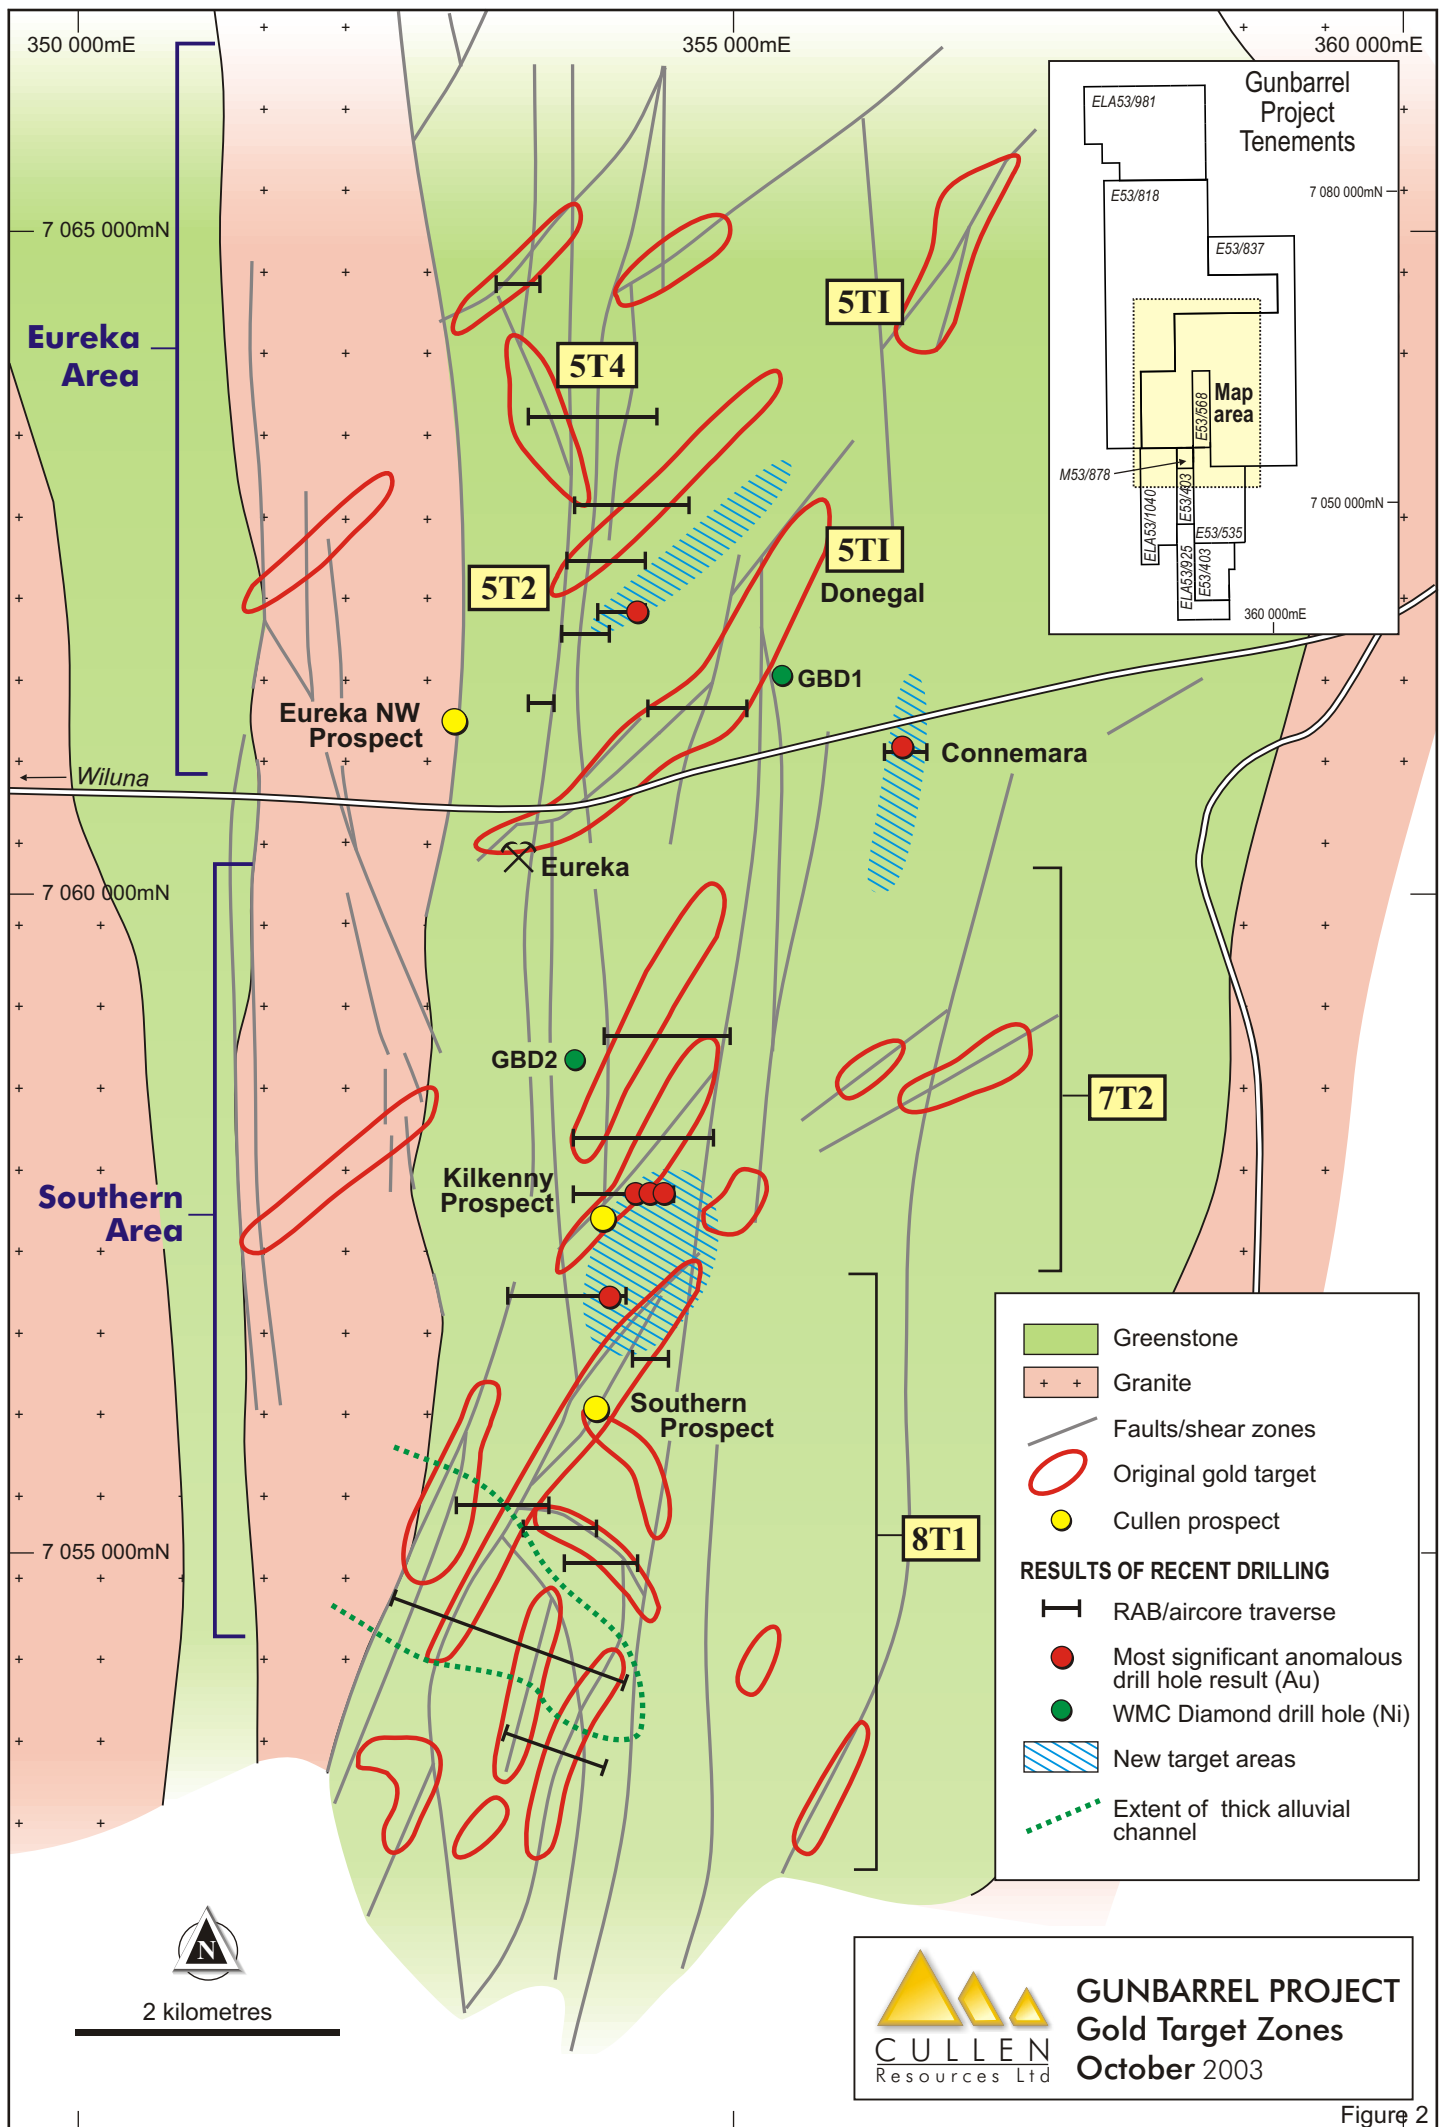 350 000mE
355 000mE
360 000mE
Gunbarrel
Project
Tenements
ELA53/981
E53/818
7 080 000mN
E53/837
Map
area
E53/568
M53/878
ELA53/1040
E53/403
7 050 000mN
E53/535
ELA53/925
E53/403
360 000mE
7 065 000mN
Eureka
Area
5TI
5T4
5T2
5TI
Donegal
GBD1
Eureka NW
Prospect
Connemara
Wiluna
Eureka
7 060 000mN
GBD2
7T2
Kilkenny
Prospect
Southern
Area
Southern
Prospect
7 055 000mN
8T1
Greenstone
Granite
Faults/shear zones
Original gold target
Cullen prospect
RESULTS OF RECENT DRILLING
RAB/aircore traverse
Most significant anomalous
drill hole result (Au)
WMC Diamond drill hole (Ni)
New target areas
Extent of thick alluvial
channel
N
2 kilometres
CULLEN
Resources Ltd
GUNBARREL PROJECT
Gold Target Zones
October 2003
Figure 2